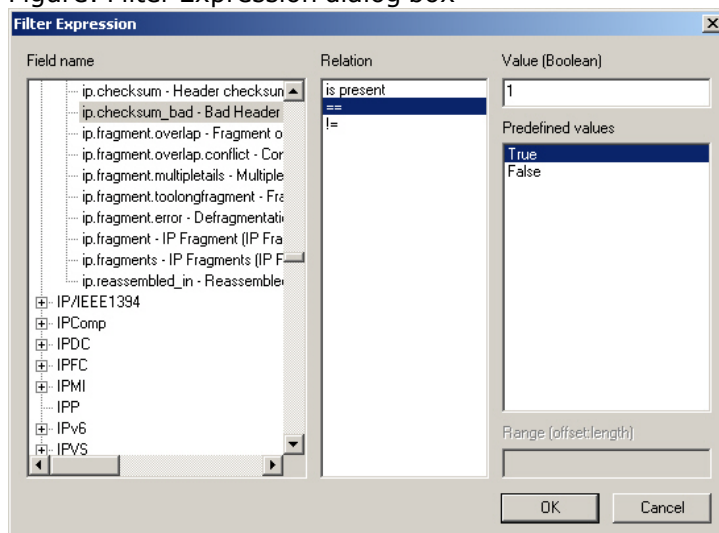 Figure: Filter Expression dialog box
Filter Expression
Field name
ip.checksum - Header checksun
ip.checksum_bad - Bad Header
ip.fragment.overlap - Fragment o
ip.fragment.overlap.conflict - Cor
ip.fragment.multipletails - Multiple
ip.fragment.toolongfragment - Fra
ip.fragment.error - Defragmentati
ip.fragment - IP Fragment (IP Fra
ip.fragments - IP Fragments (IP F
ip.reassembled_in - Reassemble
IP/IEEE1394
IPComp
IPDC
IPFC
IPMI
IPP
IPv6
IPVS
Relation
is present
==
!=
Value (Boolean)
1
Predefined values
True
False
Range (offset:length)
OK
Cancel